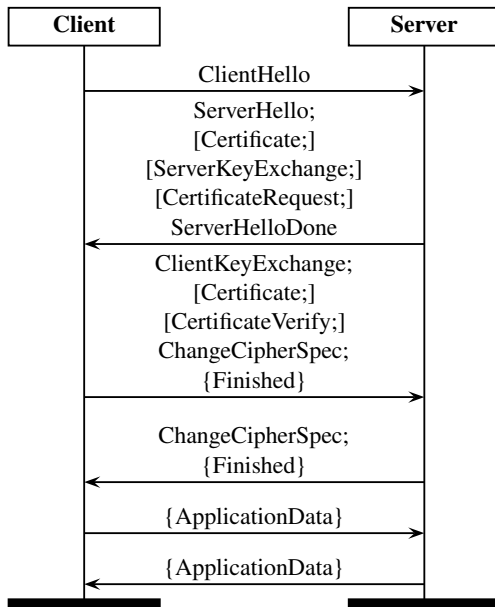 Client
Server
ClientHello
ServerHello;
[Certificate;]
[ServerKeyExchange;]
[CertificateRequest;]
ServerHelloDone
ClientKeyExchange;
[Certificate;]
[CertificateVerify;]
ChangeCipherSpec;
{Finished}
ChangeCipherSpec;
{Finished}
{ApplicationData}
{ApplicationData}